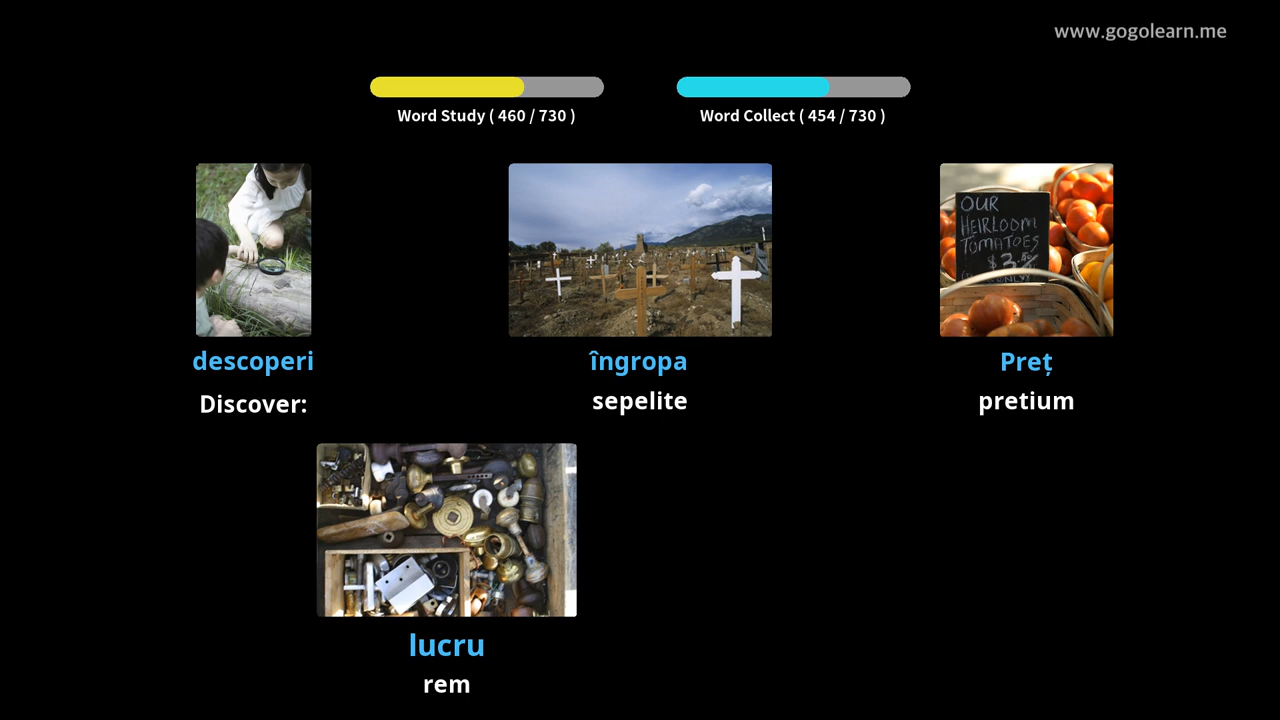 www.gogolearn.me
Word Study ( 460 / 730 )
Word Collect ( 454 / 730 )
OUR
HEIRLOOM
TOMATOES
descoperi
îngropa
Preț
Discover:
sepelite
pretium
lucru
rem